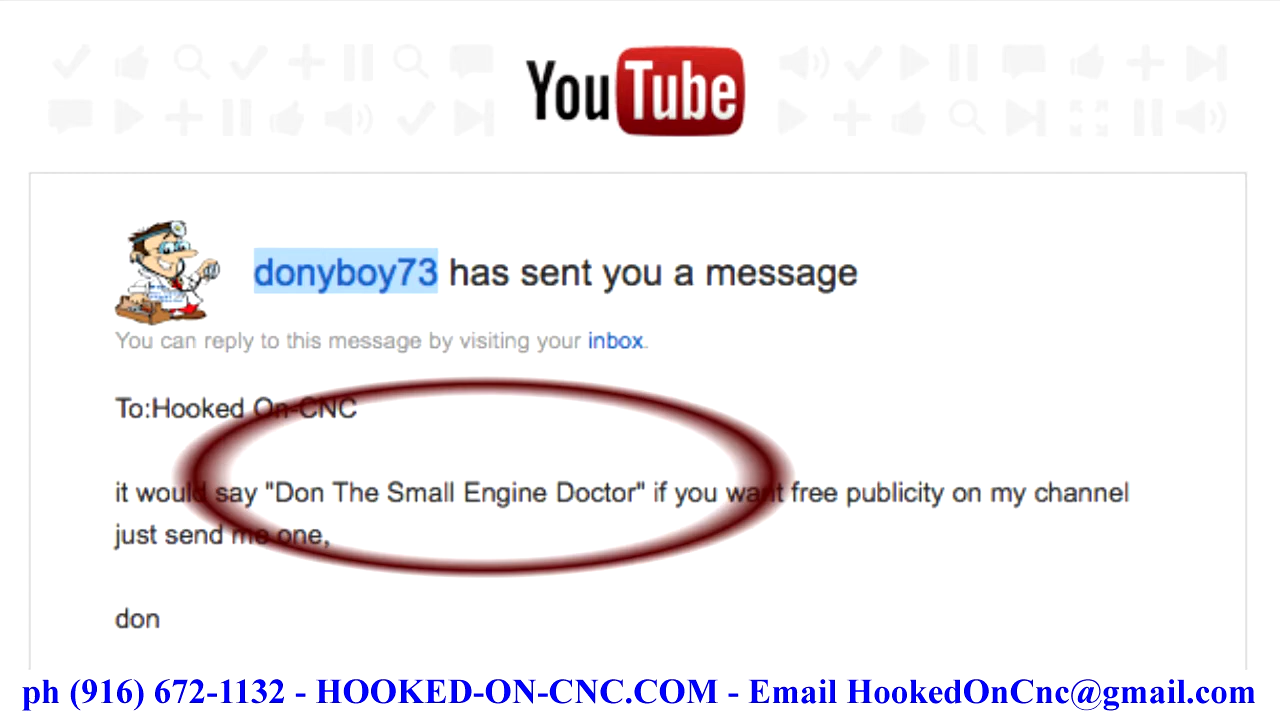 YouTube
donyboy73 has sent you a message
You can reply to this message by visiting your inbox.
To:Hooked On-CNC
it would say "Don The Small Engine Doctor" if you want free publicity on my channel
just send me one,
don
ph (916) 672-1132 - HOOKED-ON-CNC.COM - Email HookedOnCnc@gmail.com